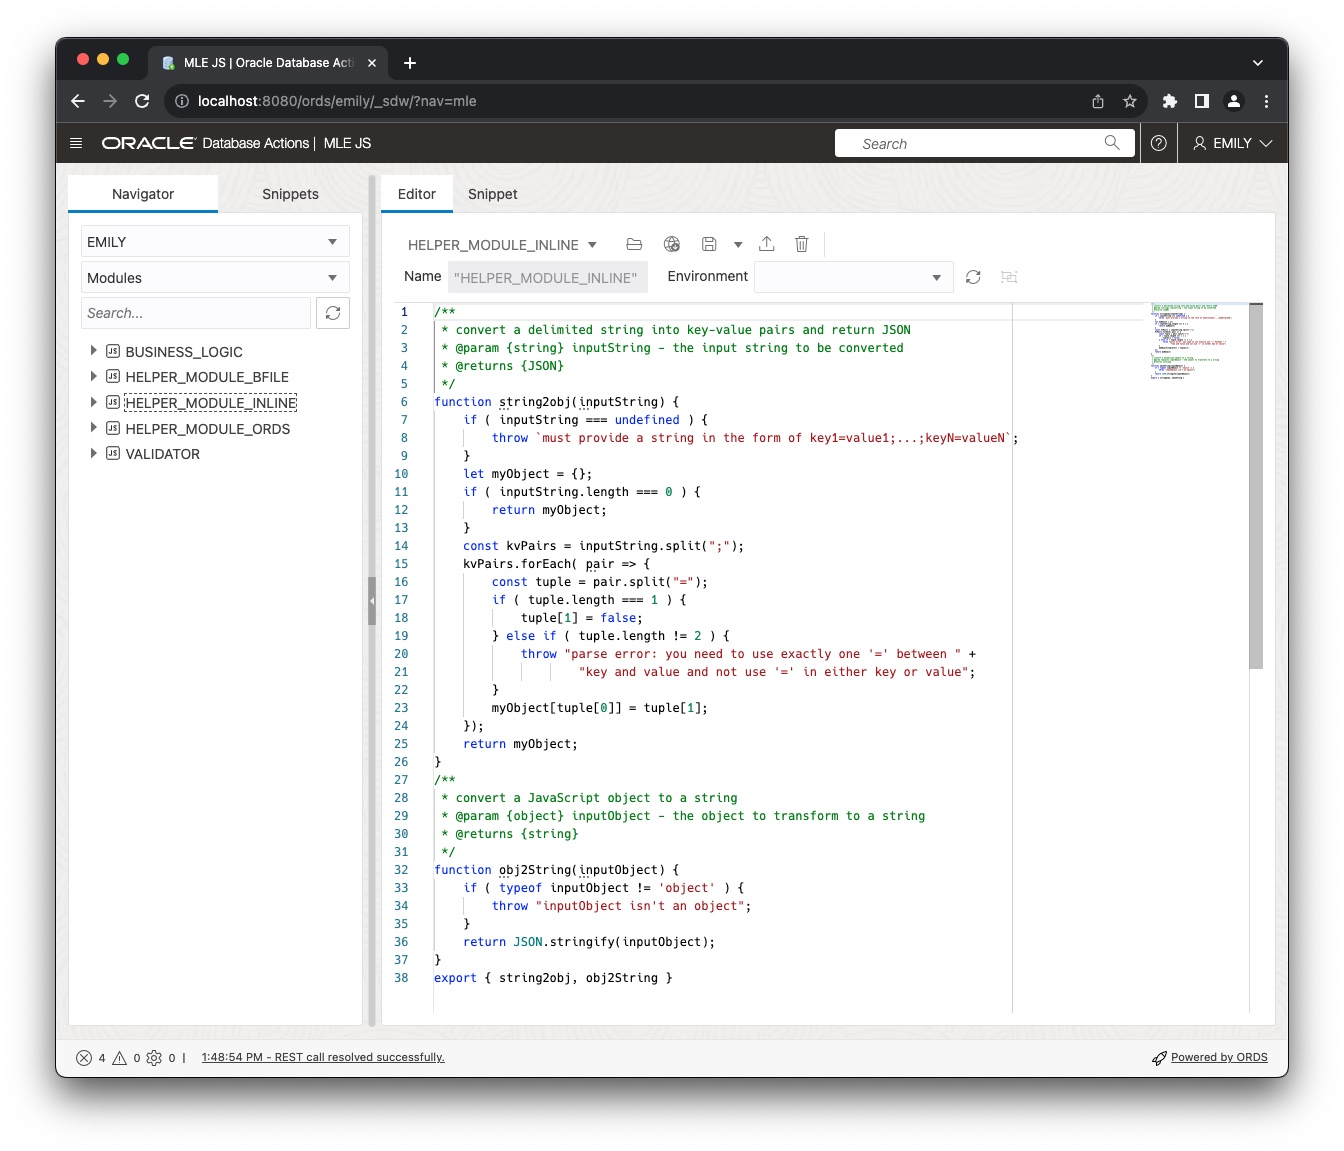 MLE JS | Oracle Database Acti
localhost:8080/ords/emily/_sdw/?nav=mle
ORACLE Database Actions | MLE JS
Search
EMILY
Navigator
Snippets
EMILY
Modules
Search...
BUSINESS_LOGIC
HELPER_MODULE_BFILE
HELPER_MODULE_INLINE
HELPER_MODULE_ORDS
VALIDATOR
Editor
Snippet
HELPER_MODULE_INLINE
Name "HELPER_MODULE_INLINE" Environment
1 /**
2  * convert a delimited string into key-value pairs and return JSON
3  * @param {string} inputString - the input string to be converted
4  * @returns {JSON}
5  */
6 function string2obj(inputString) {
7     if ( inputString === undefined ) {
8         throw `must provide a string in the form of key1=value1;...;keyN=valueN`;
9     }
10     let myObject = {};
11     if ( inputString.length === 0 ) {
12         return myObject;
13     }
14     const kvPairs = inputString.split(";");
15     kvPairs.forEach( pair => {
16         const tuple = pair.split("=");
17         if ( tuple.length === 1 ) {
18             tuple[1] = false;
19         } else if ( tuple.length != 2 ) {
20             throw "parse error: you need to use exactly one '=' between " +
21                     "key and value and not use '=' in either key or value";
22         }
23         myObject[tuple[0]] = tuple[1];
24     });
25     return myObject;
26 }
27 /**
28  * convert a JavaScript object to a string
29  * @param {object} inputObject - the object to transform to a string
30  * @returns {string}
31  */
32 function obj2String(inputObject) {
33     if ( typeof inputObject != 'object' ) {
34         throw "inputObject isn't an object";
35     }
36     return JSON.stringify(inputObject);
37 }
38 export { string2obj, obj2String }
4 0 0 | 1:48:54 PM - REST call resolved successfully.
Powered by ORDS